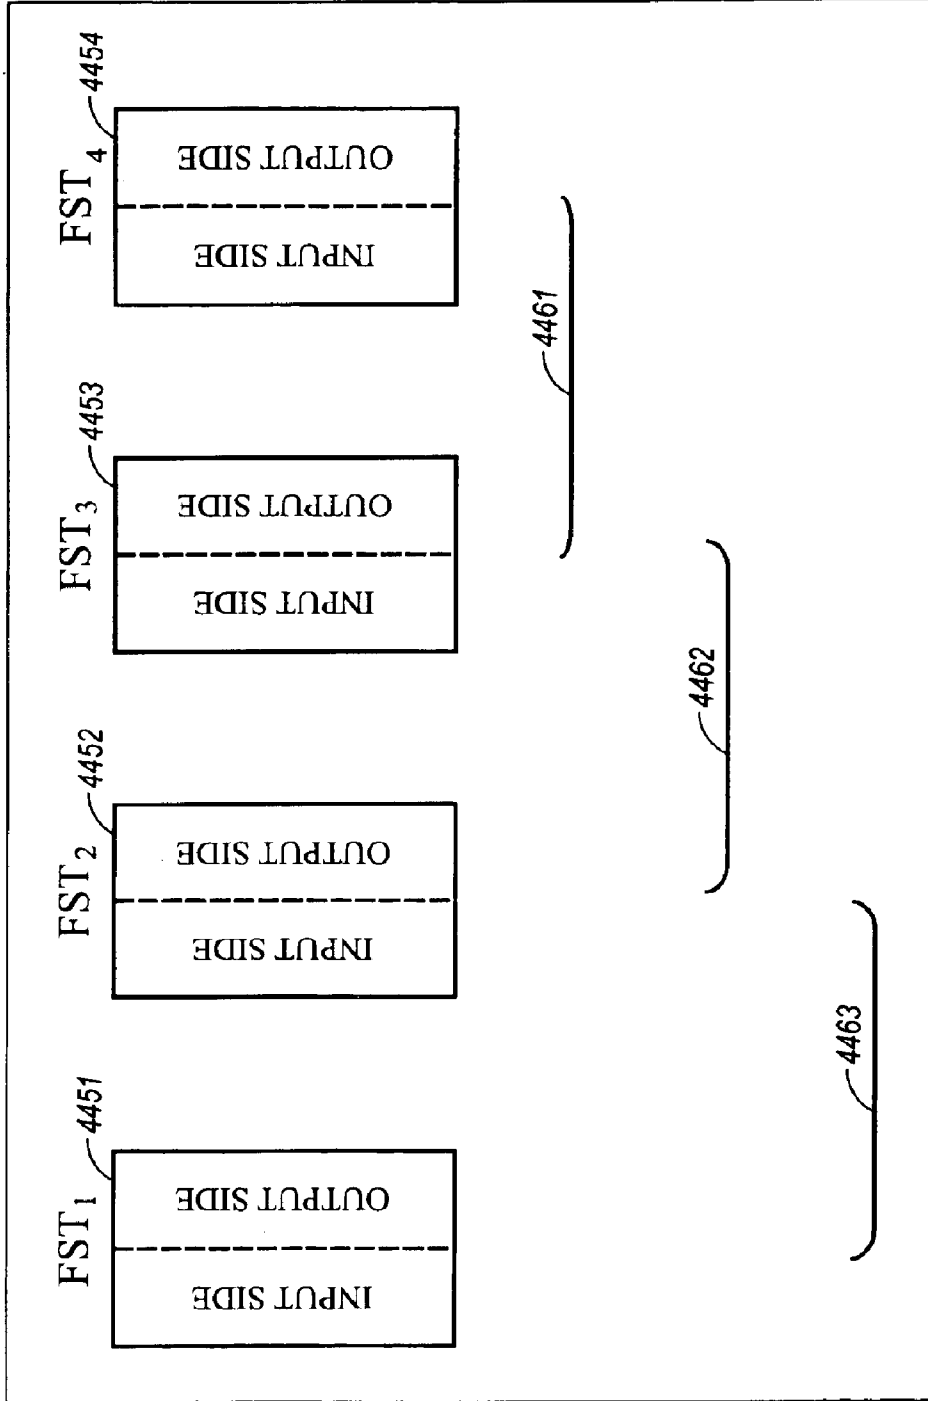 FST₁
4451
INPUT SIDE
OUTPUT SIDE
FST₂
4452
INPUT SIDE
OUTPUT SIDE
FST₃
4453
INPUT SIDE
OUTPUT SIDE
FST₄
4454
INPUT SIDE
OUTPUT SIDE
4461
4462
4463